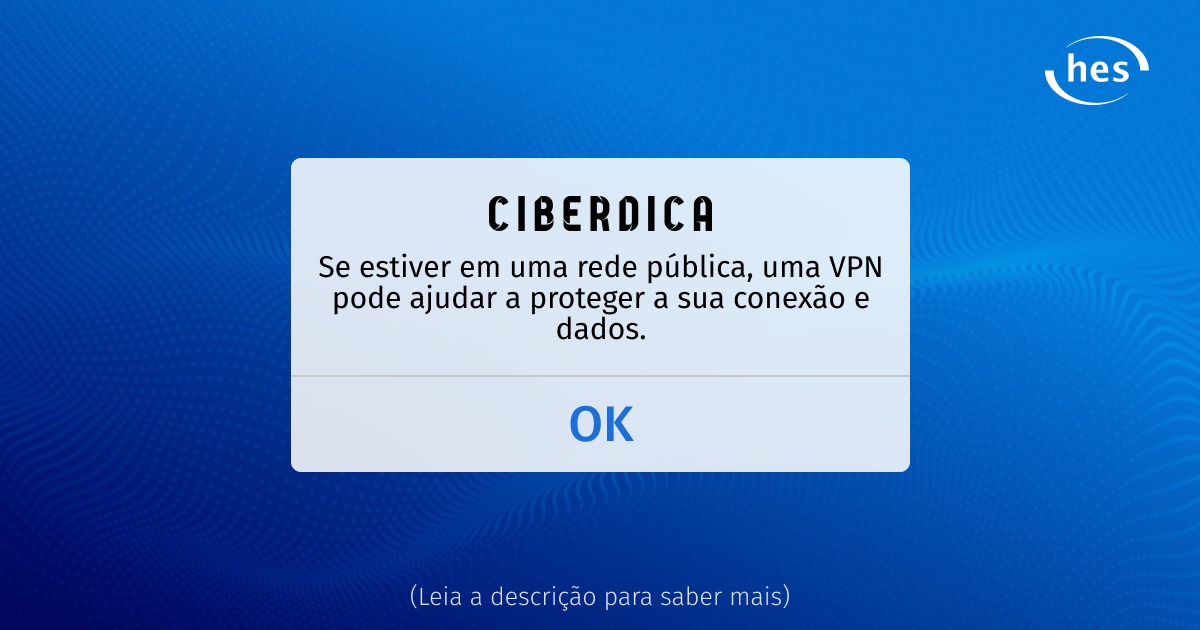 hes
CIBERDICA
Se estiver em uma rede pública, uma VPN
pode ajudar a proteger a sua conexão e
dados.
OK
(Leia a descrição para saber mais)